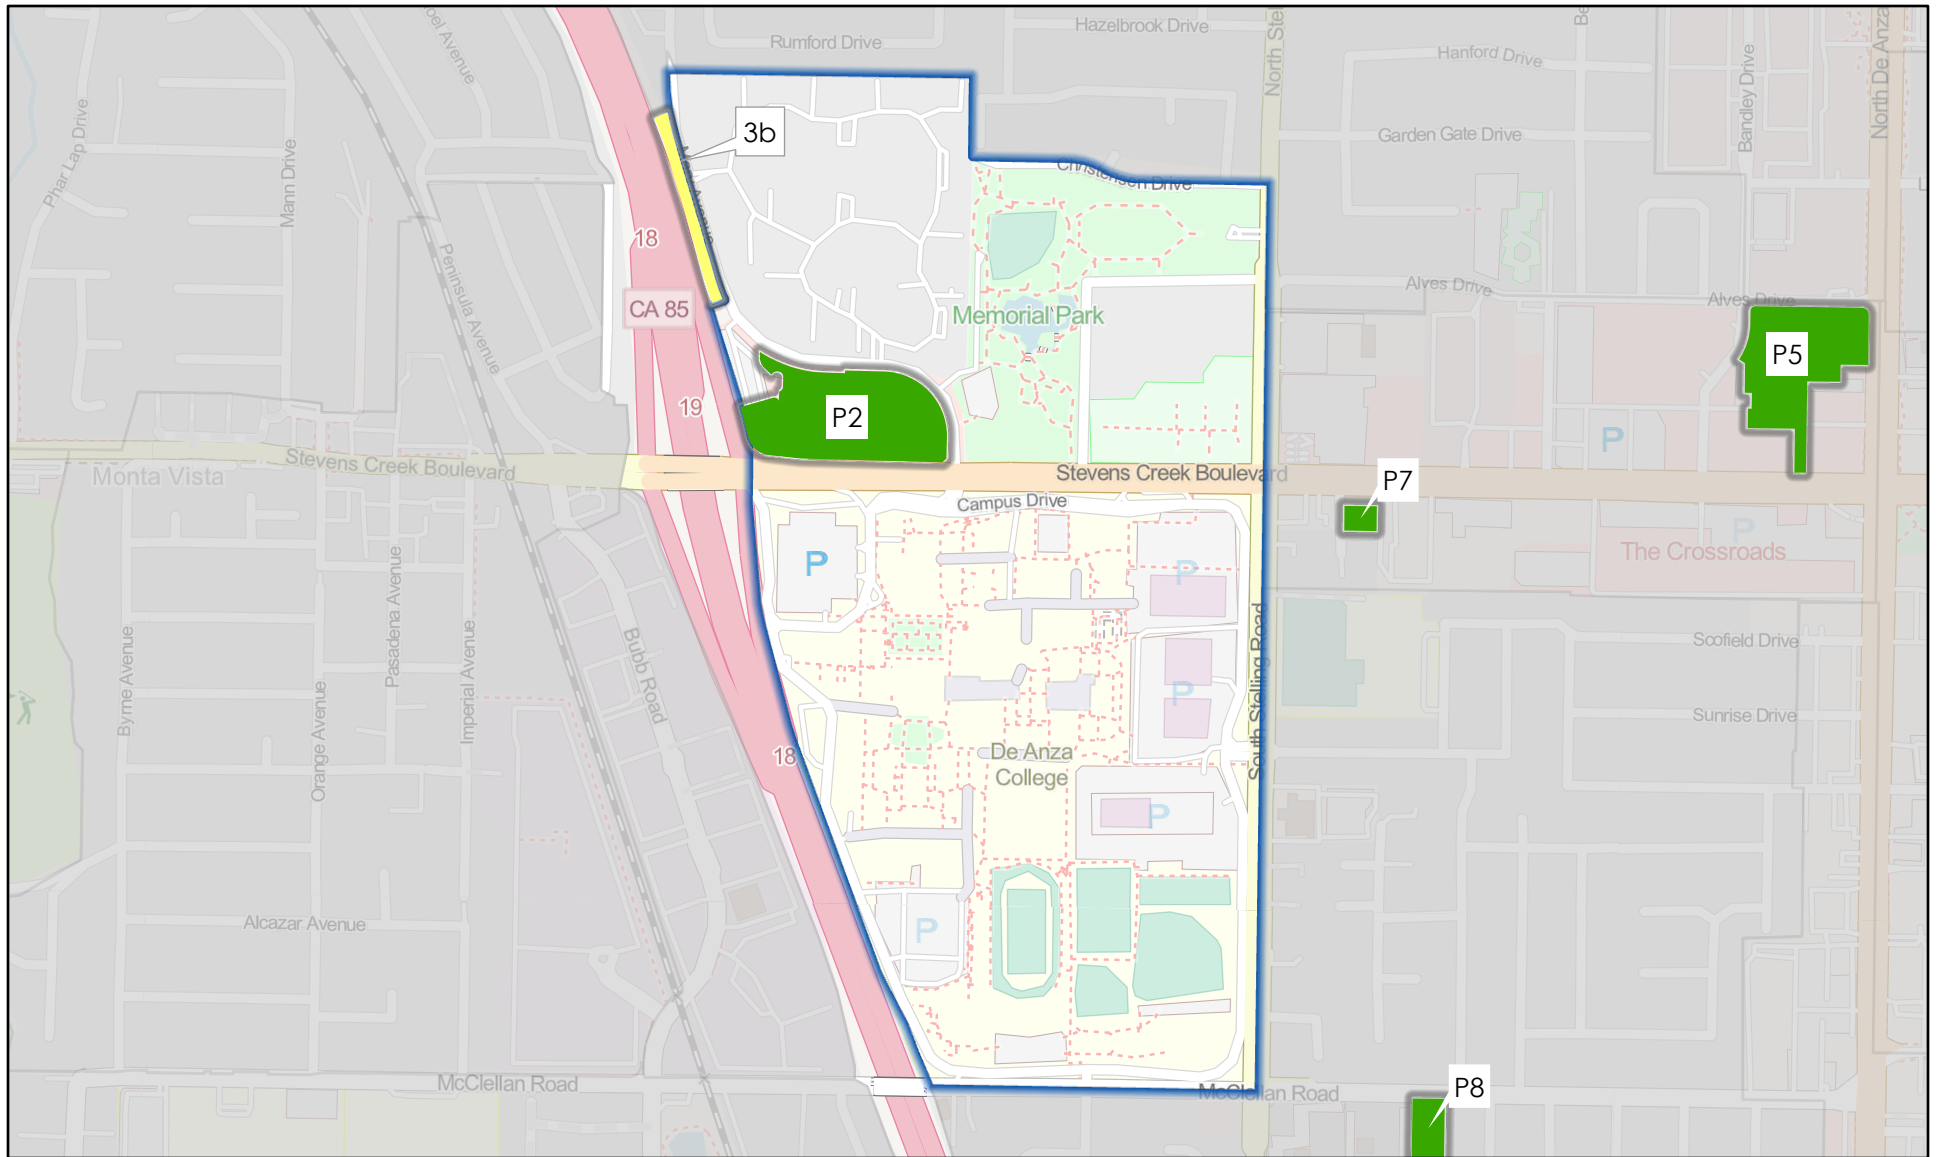 Rumford Drive
Hazelbrook Drive
North Stel
Be
Hanford Drive
Bandley Drive
North De Anza
Phar Lap Drive
Mann Drive
3b
Mary Avenue
Christensen Drive
Garden Gate Drive
18
Peninsula Avenue
CA 85
Memorial Park
Alves Drive
Alves Drive
P5
19
P2
P
Stevens Creek Boulevard
Monta Vista
Stevens Creek Boulevard
P7
Campus Drive
P
P
P
The Crossroads
Pasadena Avenue
Byrne Avenue
Orange Avenue
Imperial Avenue
Bubb Road
South Stelling Road
Scofield Drive
P
Sunrise Drive
18
De Anza
College
P
Alcazar Avenue
P
McClellan Road
McClellan Road
P8